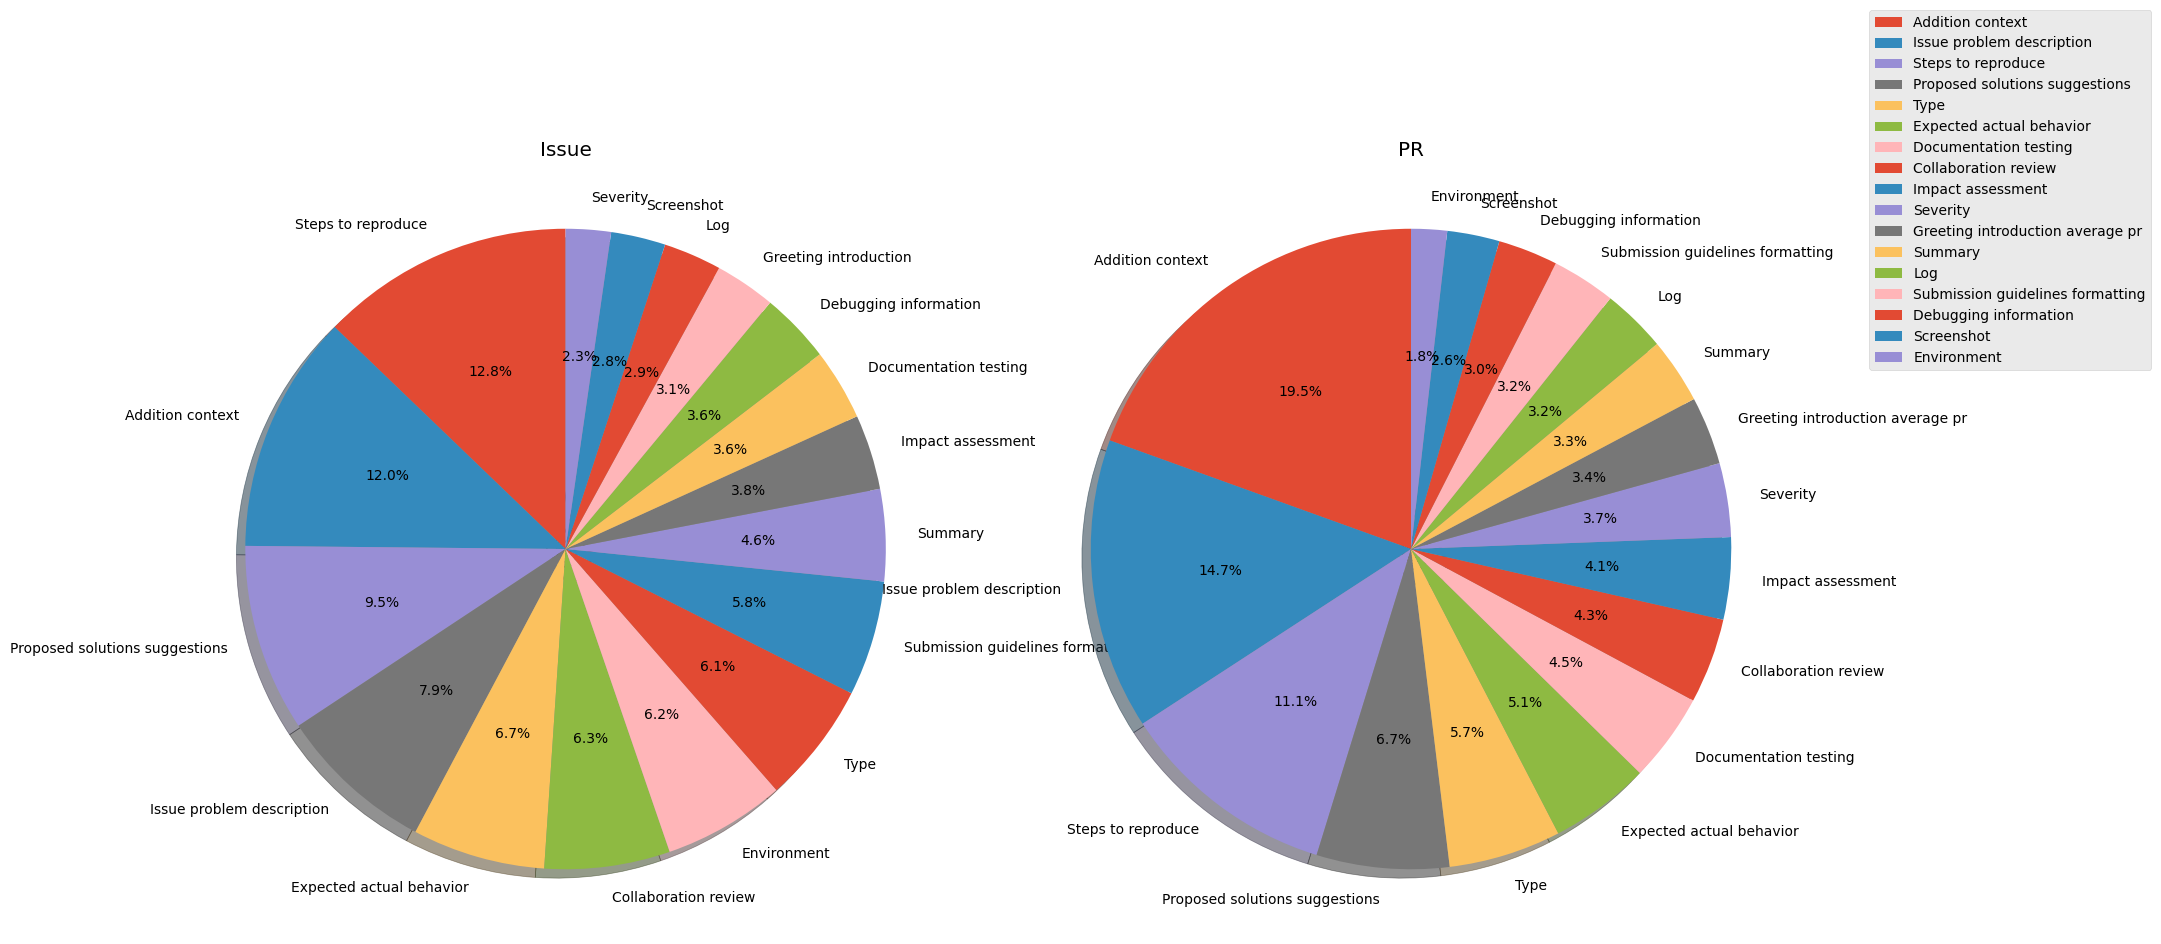 Issue
Steps to reproduce
Addition context
Proposed solutions suggestions
Issue problem description
Expected actual behavior
Collaboration review
Environment
Type
Submission guidelines format
Summary
Impact assessment
Documentation testing
Debugging information
Greeting introduction
Log
Screenshot
Severity
12.8%
12.0%
9.5%
7.9%
6.7%
6.3%
6.2%
6.1%
5.8%
4.6%
3.8%
3.6%
3.6%
3.1%
2.9%
2.8%
2.3%
PR
Addition context
Issue problem description
Steps to reproduce
Proposed solutions suggestions
Type
Expected actual behavior
Documentation testing
Collaboration review
Impact assessment
Severity
Greeting introduction average pr
Summary
Log
Submission guidelines formatting
Debugging information
Screenshot
Environment
19.5%
14.7%
11.1%
6.7%
5.7%
5.1%
4.5%
4.3%
4.1%
3.7%
3.4%
3.3%
3.2%
3.2%
3.0%
2.6%
1.8%
Addition context
Issue problem description
Steps to reproduce
Proposed solutions suggestions
Type
Expected actual behavior
Documentation testing
Collaboration review
Impact assessment
Severity
Greeting introduction average pr
Summary
Log
Submission guidelines formatting
Debugging information
Screenshot
Environment